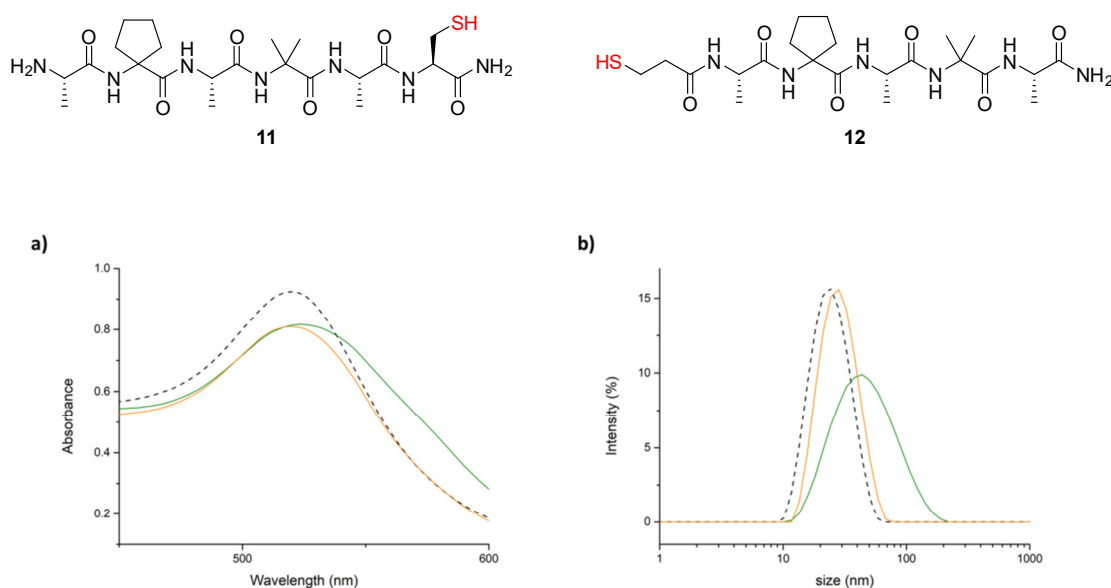 SH
O
O
O
H2N
N
H
N
H
N
H
N
H
N
H
NH2
O
O
O
11
HS
O
O
O
H
N
N
H
H
N
N
H
H
N
NH2
O
O
O
12
a)
1.0
0.8
0.6
0.4
0.2
Absorbance
500
600
Wavelength (nm)
b)
15
10
5
0
Intensity (%)
1
10
100
1000
size (nm)